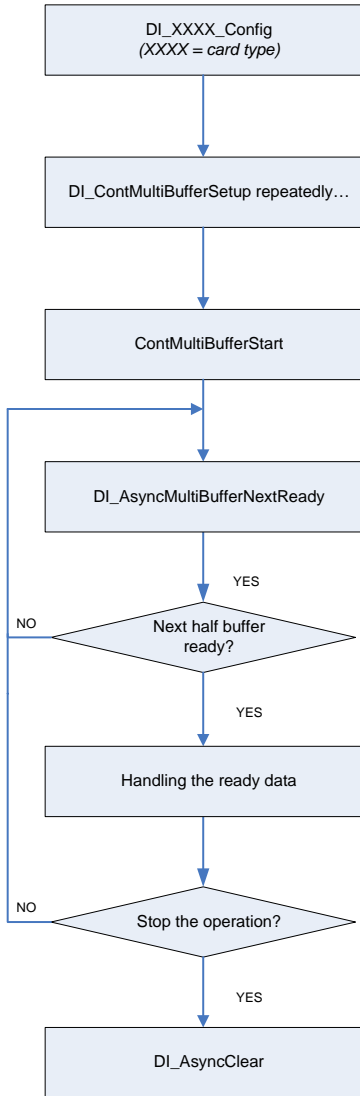 DI_XXXX_Config
(XXXX = card type)
DI_ContMultiBufferSetup repeatedly…
ContMultiBufferStart
DI_AsyncMultiBufferNextReady
YES
NO
Next half buffer
ready?
YES
Handling the ready data
NO
Stop the operation?
YES
DI_AsyncClear